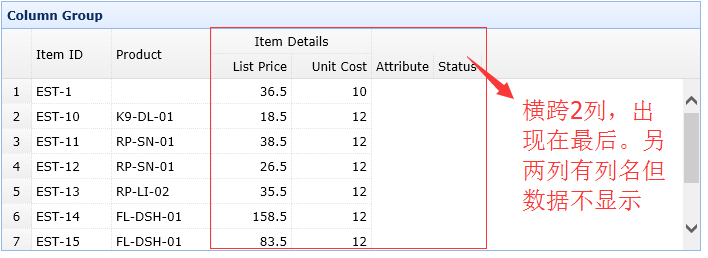 Column Group
Item Details
Item ID Product List Price Unit Cost Attribute Status
1 EST-1 36.5 10
2 EST-10 K9-DL-01 18.5 12
3 EST-11 RP-SN-01 38.5 12
4 EST-12 RP-SN-01 26.5 12
5 EST-13 RP-LI-02 35.5 12
6 EST-14 FL-DSH-01 158.5 12
7 EST-15 FL-DSH-01 83.5 12
横跨2列，出
现在最后。另
两列有列名但
数据不显示